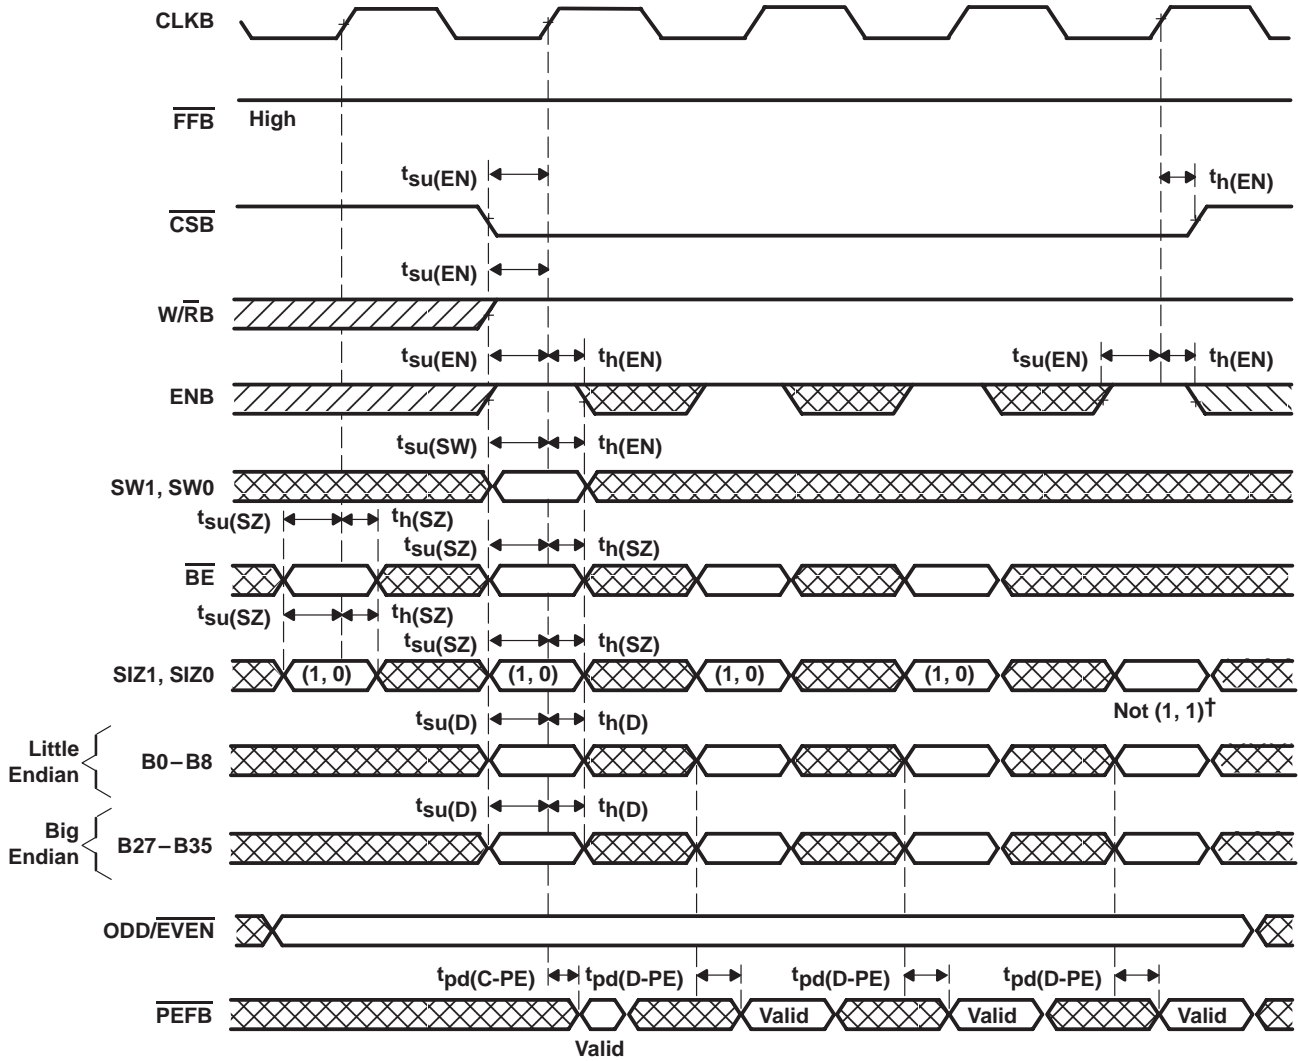 CLKB
FFB High
tsu(EN) th(EN)
CSB
tsu(EN)
W/RB
tsu(EN) th(EN) tsu(EN) th(EN)
ENB
tsu(SW) th(EN)
SW1, SW0
tsu(SZ) th(SZ)
tsu(SZ) th(SZ)
BE
tsu(SZ) th(SZ)
tsu(SZ) th(SZ)
SIZ1, SIZ0 (1, 0) (1, 0) (1, 0) (1, 0)
Not (1, 1)†
tsu(D) th(D)
Little
Endian
B0–B8
tsu(D) th(D)
Big
Endian
B27–B35
ODD/EVEN
tpd(C-PE) tpd(D-PE) tpd(D-PE) tpd(D-PE)
PEFB Valid Valid Valid
Valid